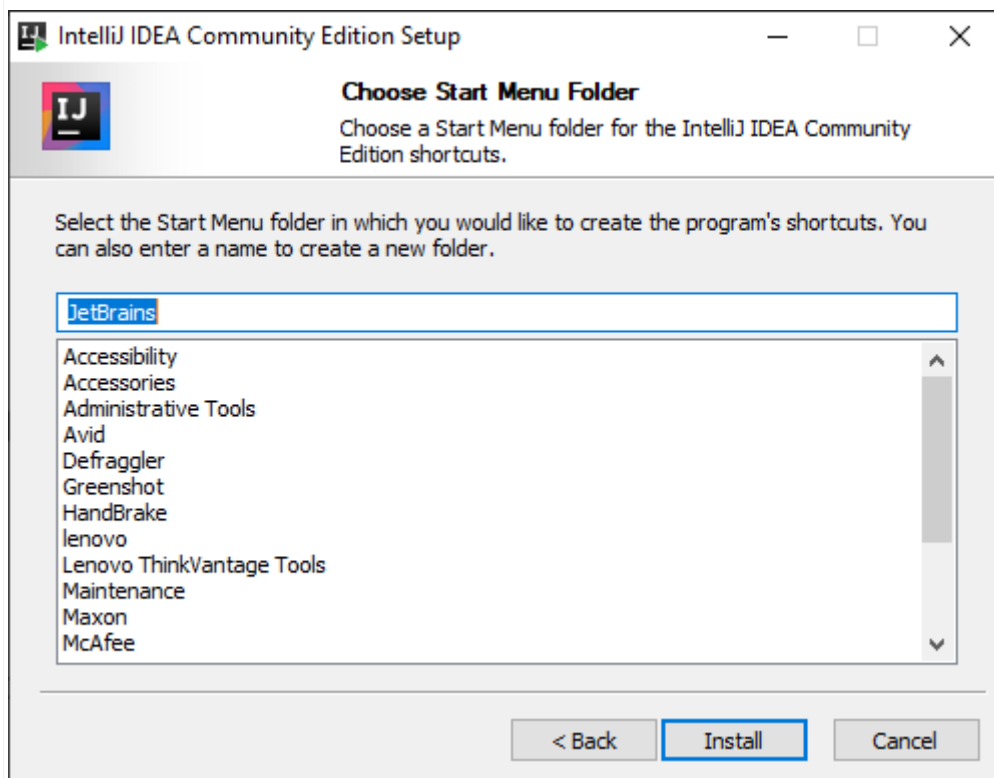 IntelliJ IDEA Community Edition Setup
IJ
Choose Start Menu Folder
Choose a Start Menu folder for the IntelliJ IDEA Community
Edition shortcuts.
Select the Start Menu folder in which you would like to create the program's shortcuts. You
can also enter a name to create a new folder.
JetBrains
Accessibility
Accessories
Administrative Tools
Avid
Defraggler
Greenshot
HandBrake
lenovo
Lenovo ThinkVantage Tools
Maintenance
Maxon
McAfee
< Back
Install
Cancel